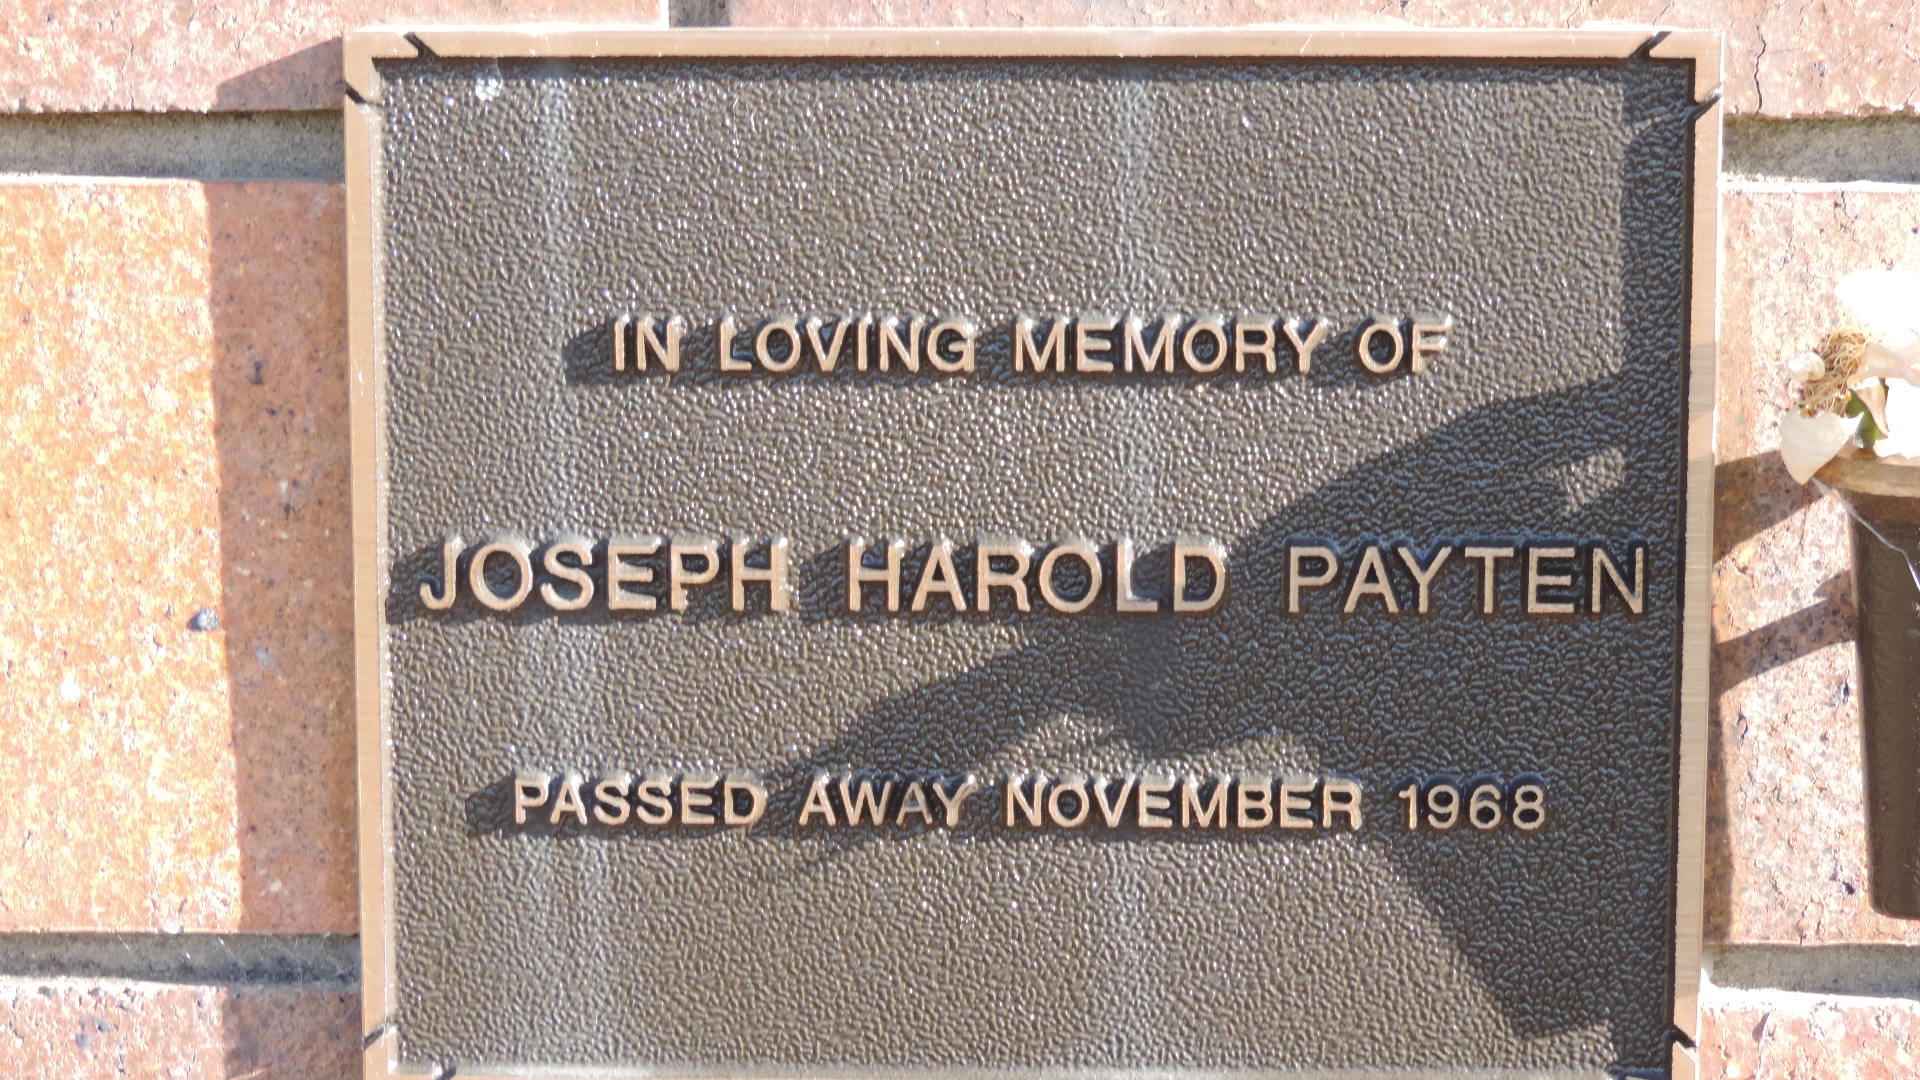 IN LOVING MEMORY OF
JOSEPH HAROLD PAYTEN
PASSED AWAY NOVEMBER 1968